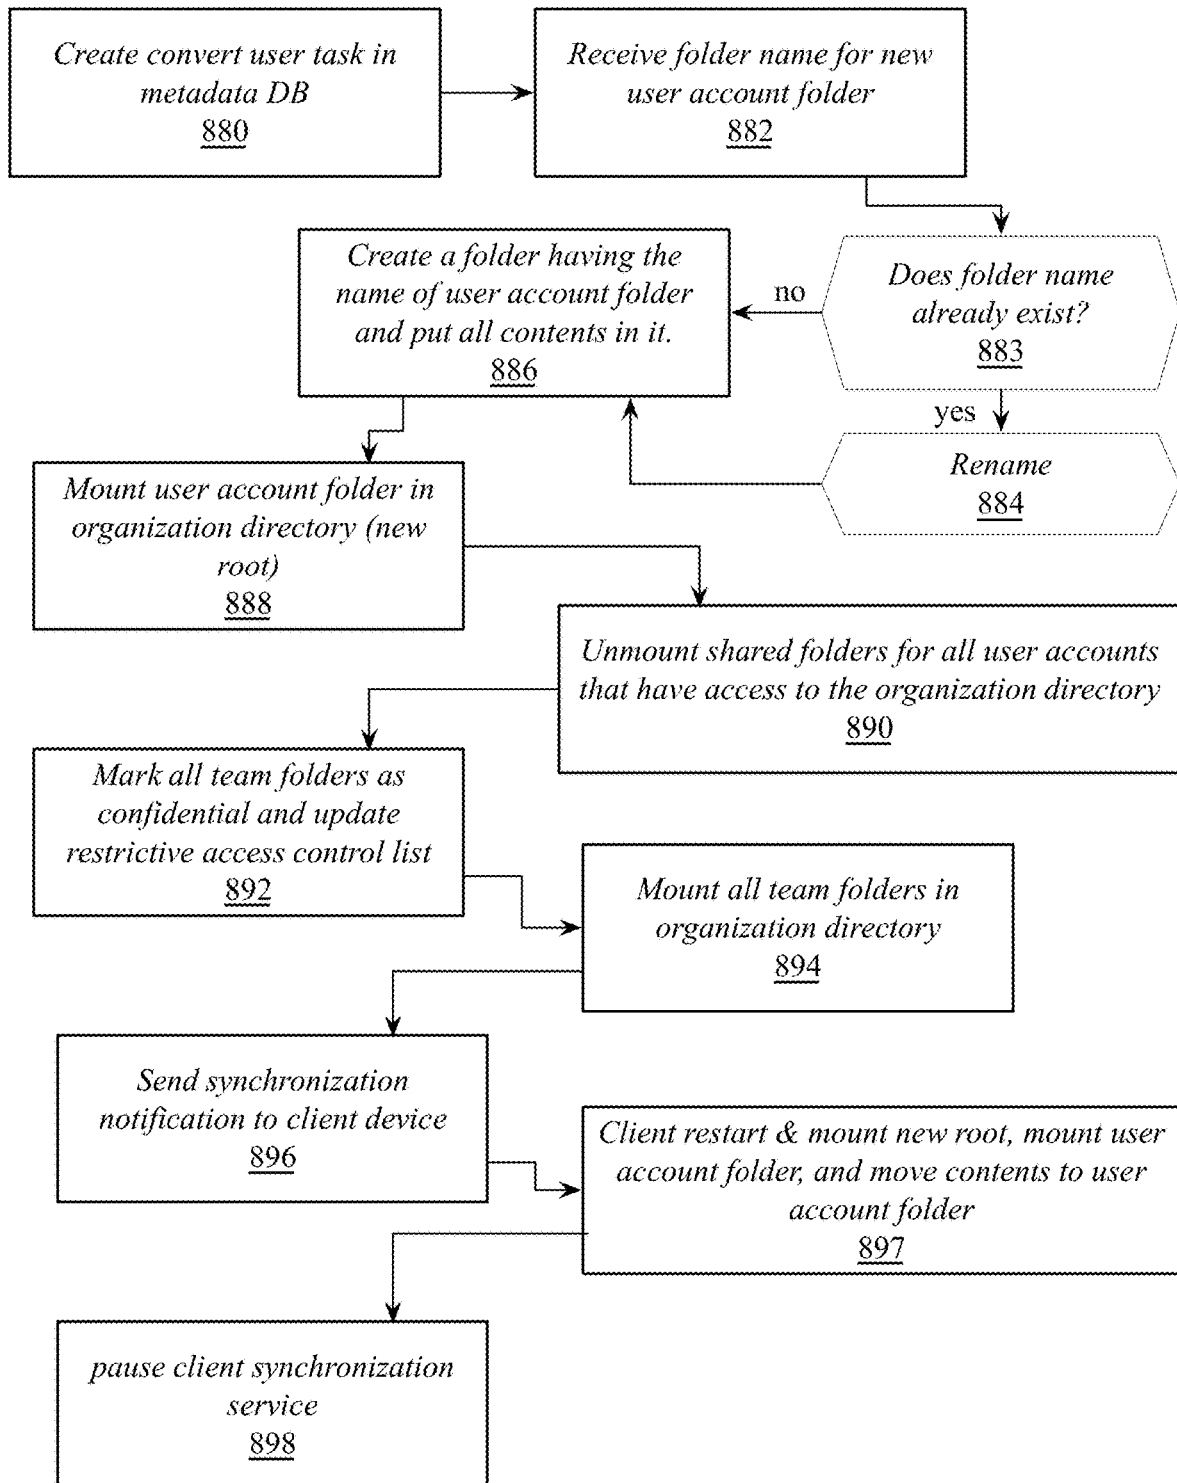 Create convert user task in
metadata DB
880
Receive folder name for new
user account folder
882
Does folder name
already exist?
883
no
yes
Rename
884
Create a folder having the
name of user account folder
and put all contents in it.
886
Mount user account folder in
organization directory (new
root)
888
Unmount shared folders for all user accounts
that have access to the organization directory
890
Mark all team folders as
confidential and update
restrictive access control list
892
Mount all team folders in
organization directory
894
Send synchronization
notification to client device
896
Client restart & mount new root, mount user
account folder, and move contents to user
account folder
897
pause client synchronization
service
898